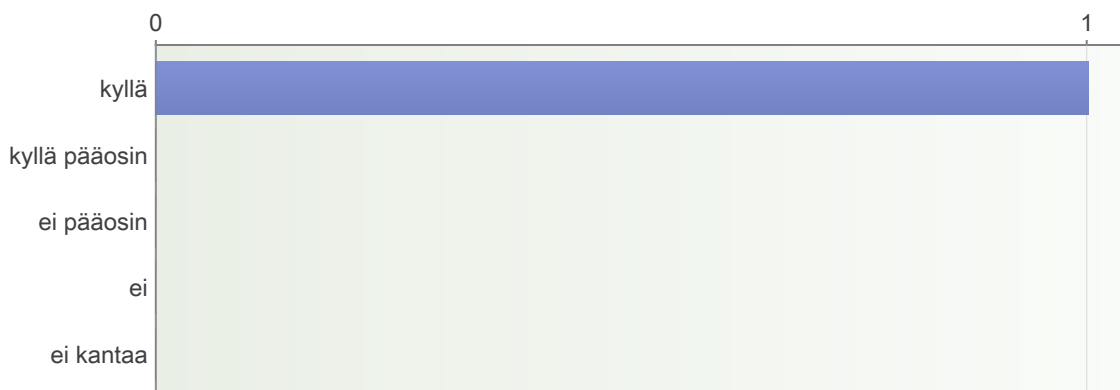 0 1
kyllä
kyllä pääosin
ei pääosin
ei
ei kantaa